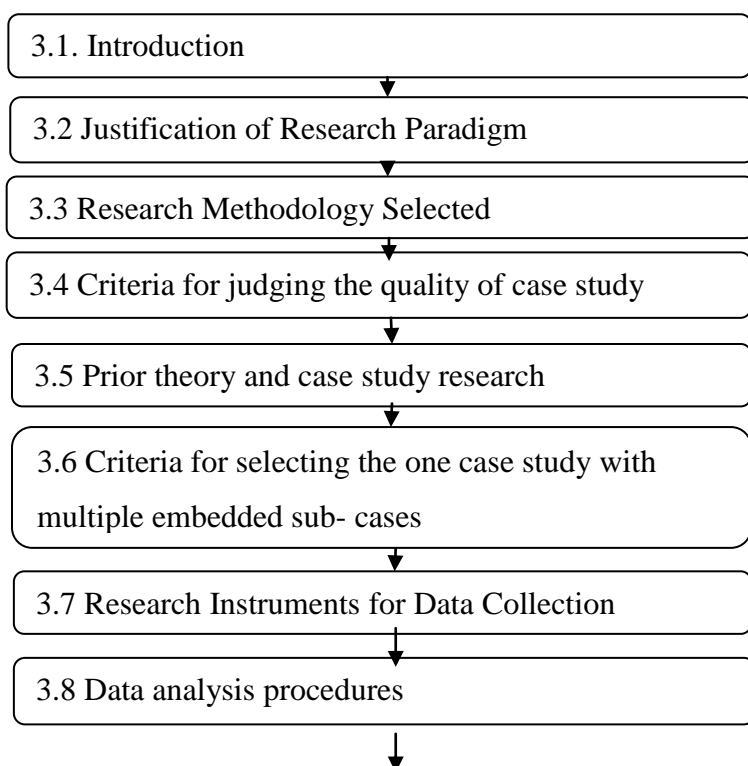 3.1. Introduction
3.2 Justification of Research Paradigm
3.3 Research Methodology Selected
3.4 Criteria for judging the quality of case study
3.5 Prior theory and case study research
3.6 Criteria for selecting the one case study with
multiple embedded sub- cases
3.7 Research Instruments for Data Collection
3.8 Data analysis procedures